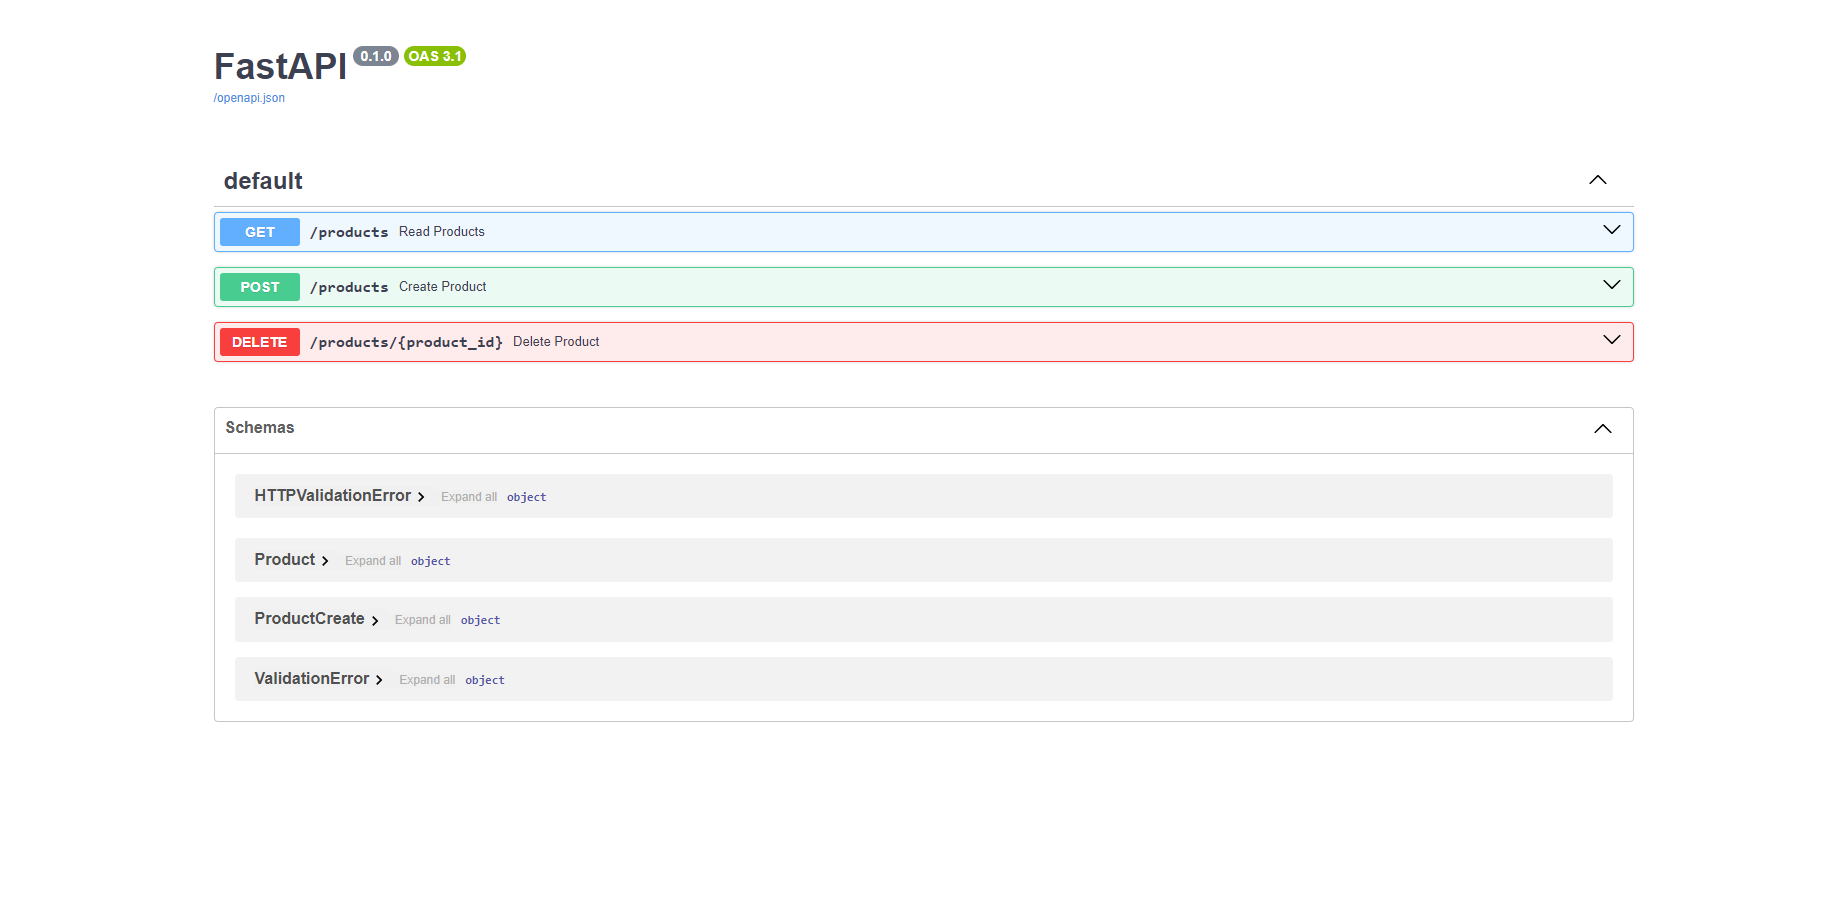 FastAPI 0.1.0 OAS 3.1
/openapi.json
default
GET /products Read Products
POST /products Create Product
DELETE /products/{product_id} Delete Product
Schemas
HTTPValidationError Expand all object
Product Expand all object
ProductCreate Expand all object
ValidationError Expand all object